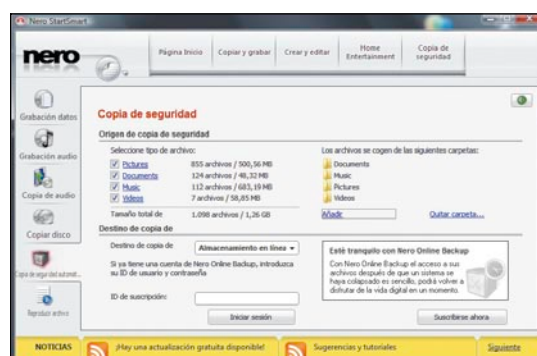 Nero StartSmart
nero
Página Inicio
Copiar y grabar
Crear y editar
Home Entertainment
Copia de seguridad
Grabación datos
Grabación audio
Copia de audio
Copiar disco
Copia de seguridad automát...
Reproducir archivo
Copia de seguridad
Origen de copia de seguridad
Seleccione tipo de archivo:
Pictures 855 archivos / 500,56 MB
Documents 124 archivos / 48,32 MB
Music 112 archivos / 683,19 MB
Videos 7 archivos / 58,85 MB
Tamaño total de 1.098 archivos / 1,26 GB
Los archivos se cogen de las siguientes carpetas:
Documents
Music
Pictures
Videos
Añadir
Quitar carpeta...
Destino de copia de
Destino de copia de Almacenamiento en línea
Si ya tiene una cuenta de Nero Online Backup, introduzca
su ID de usuario y contraseña
ID de suscripción:
Iniciar sesión
Esté tranquilo con Nero Online Backup
Con Nero Online Backup el acceso a sus
archivos después de que un sistema se
haya colapsado es sencillo, podrá volver a
disfrutar de la vida digital en un momento.
Suscribirse ahora
NOTICIAS
¡Hay una actualización gratuita disponible!
Sugerencias y tutoriales
Siguiente